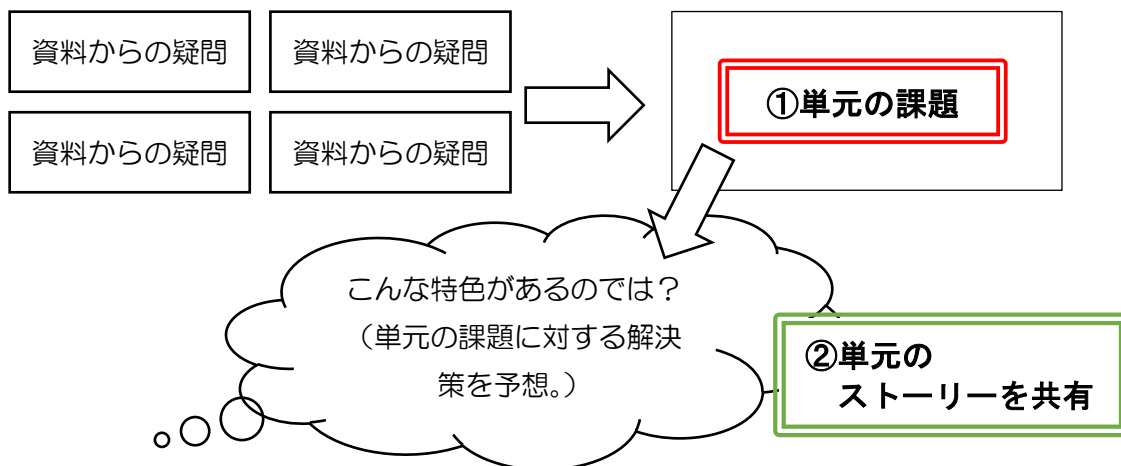 資料からの疑問
資料からの疑問
資料からの疑問
資料からの疑問
①単元の課題
こんな特色があるのでは？
（単元の課題に対する解決
策を予想。）
②単元の
ストーリーを共有